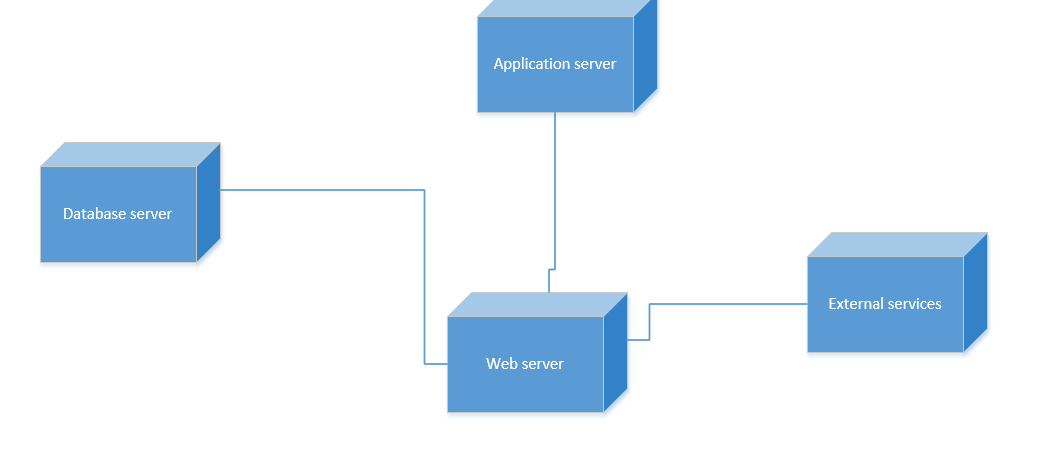 Application server
Database server
External services
Web server